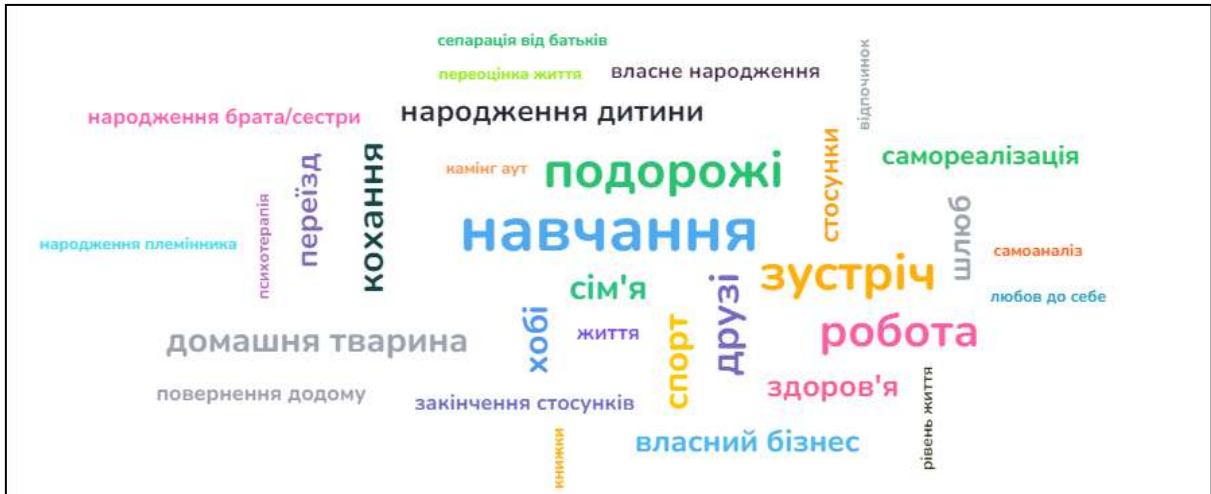 сепарація від батьків
переоцінка життя
власне народження
відпочинок
народження брата/сестри
народження дитини
переїзд
кохання
камінг аут
подорожі
стосунки
самореалізація
психотерапія
народження племінника
навчання
шлюб
самоаналіз
зустріч
сім'я
друзі
любов до себе
домашня тварина
хобі
життя
спорт
робота
повернення додому
закінчення стосунків
здоров'я
рівень життя
книжки
власний бізнес